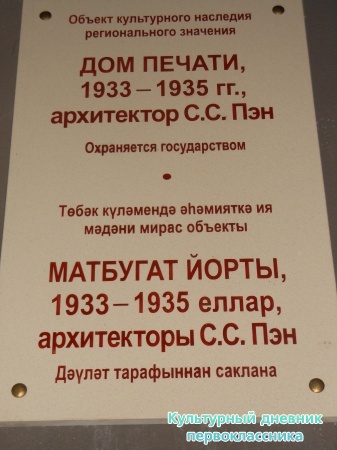 Объект культурного наследия
регионального значения
ДОМ ПЕЧАТИ,
1933 – 1935 гг.,
архитектор С.С. Пэн
Охраняется государством
•
Төбәк күләмендә әһәмияткә ия
мәдәни мирас объекты
МАТБУГАТ ЙОРТЫ,
1933 – 1935 еллар,
архитекторы С.С. Пэн
Дәүләт тарафыннан саклана
Культурный дневник
первоклассника